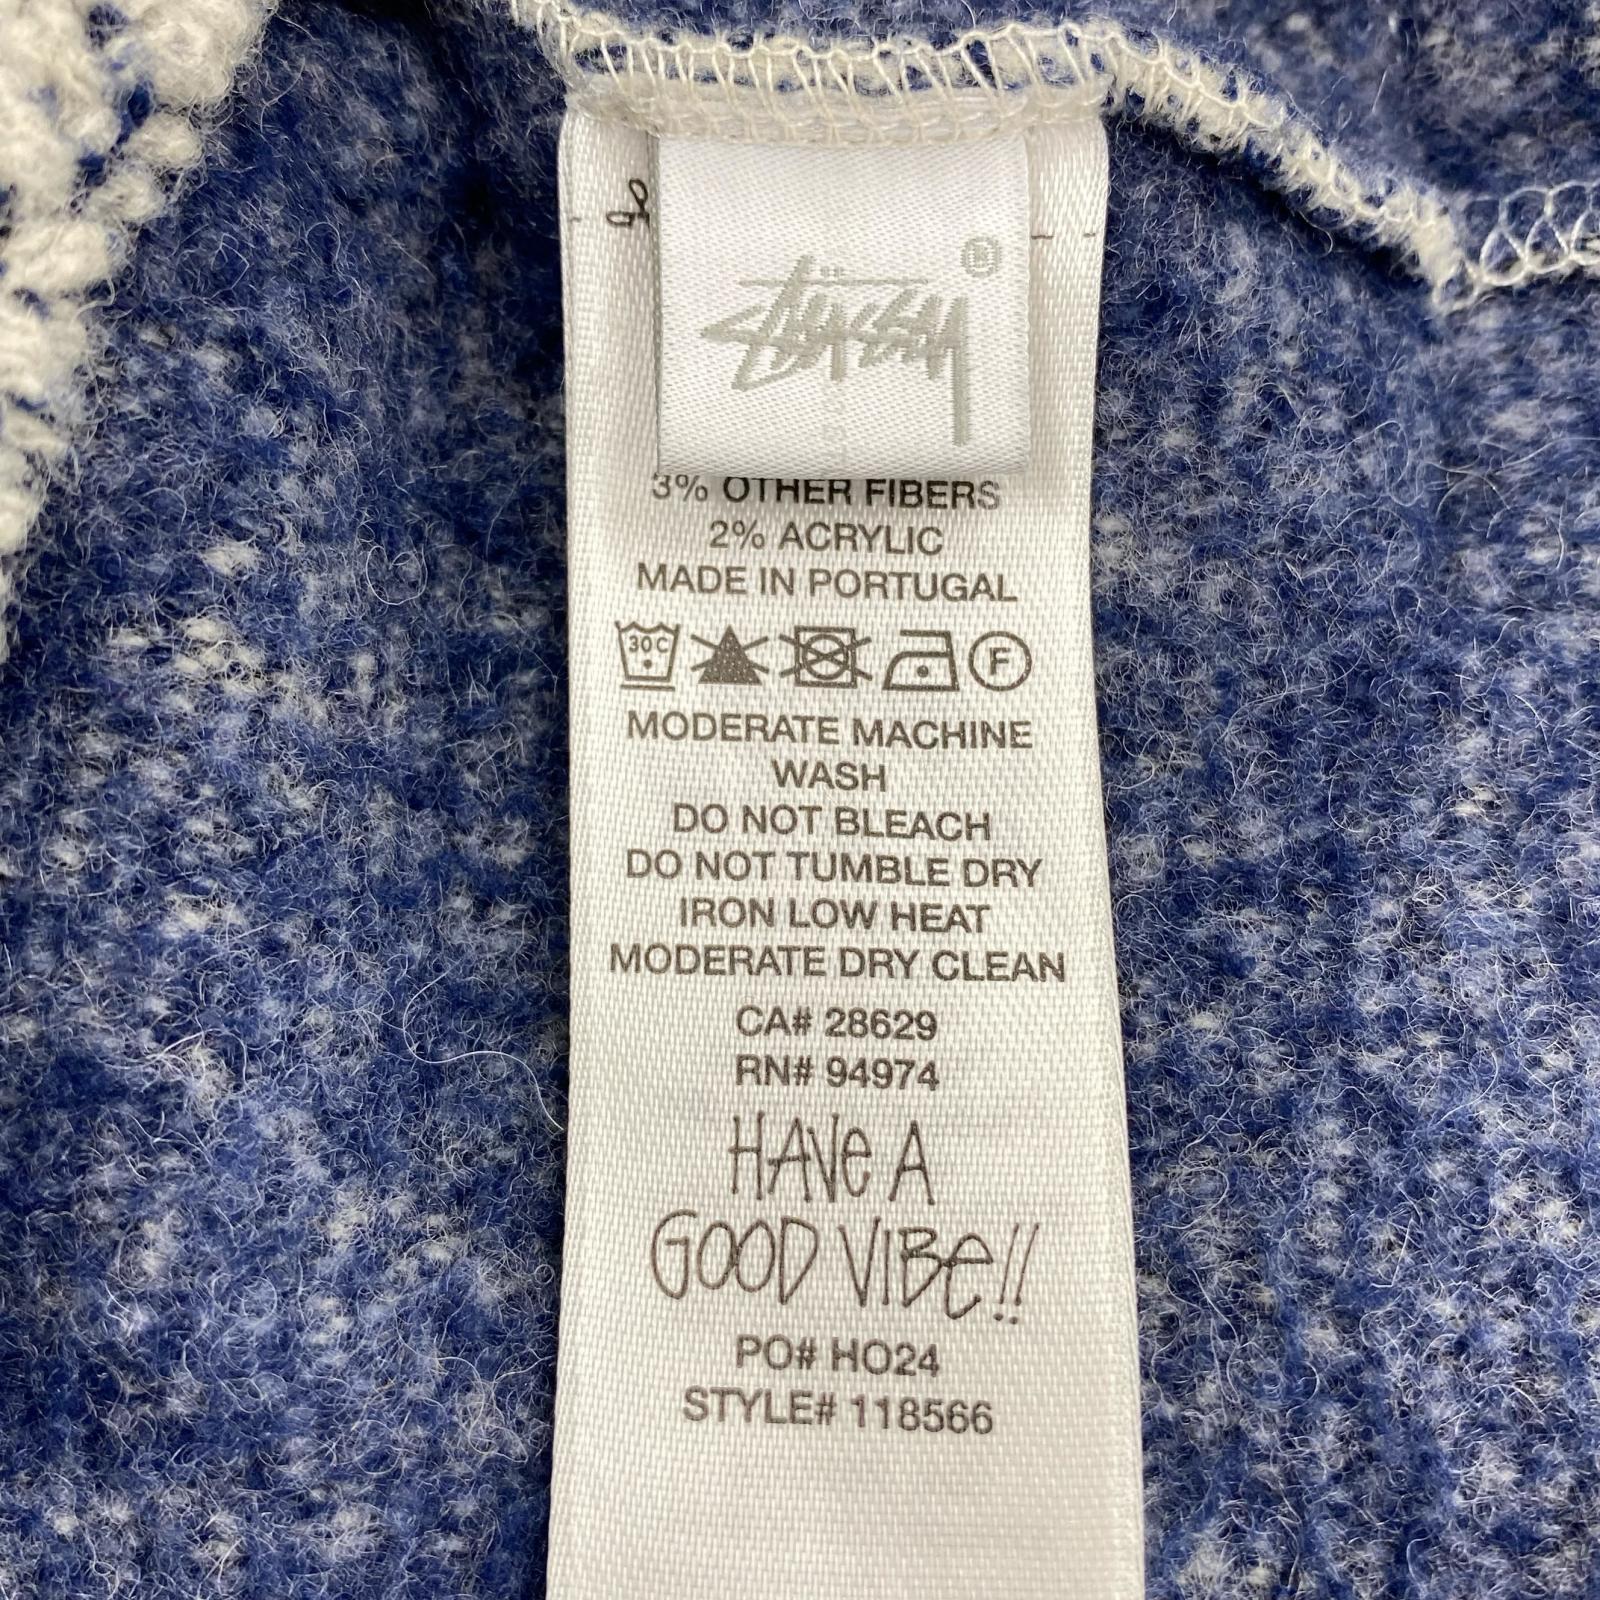 Stüssy ®
3% OTHER FIBERS
2% ACRYLIC
MADE IN PORTUGAL
30C
F
MODERATE MACHINE
WASH
DO NOT BLEACH
DO NOT TUMBLE DRY
IRON LOW HEAT
MODERATE DRY CLEAN
CA# 28629
RN# 94974
HAVe A
GOOD VIBe!!
PO# HO24
STYLE# 118566